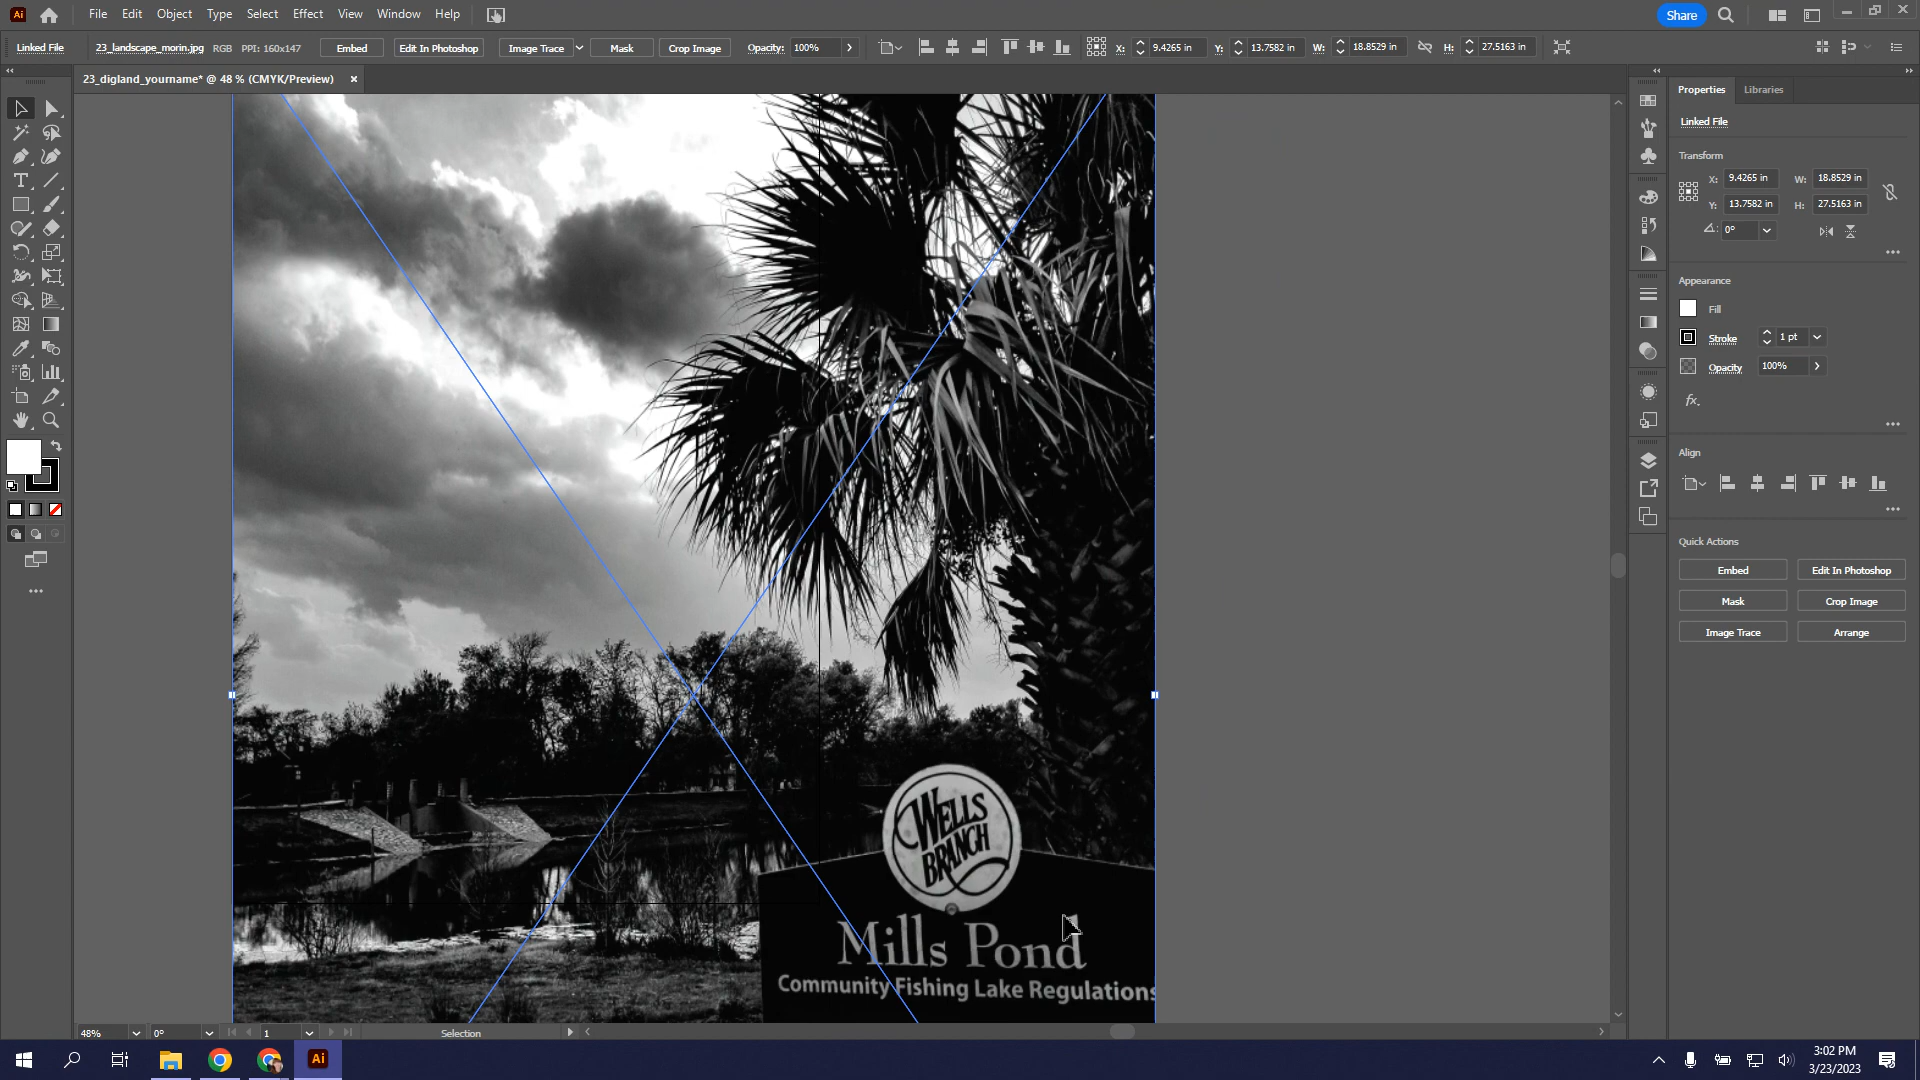 Ai File Edit Object Type Select Effect View Window Help Share
Linked File 23_landscape_morin.jpg RGB PPI: 160x147 Embed Edit In Photoshop Image Trace Mask Crop Image Opacity: 100% X: 9.4265 in Y: 13.7582 in W: 18.8529 in H: 27.5163 in
23_digland_yourname* @ 48 % (CMYK/Preview) ×
Properties Libraries
Linked File
Transform
X: 9.4265 in W: 18.8529 in
Y: 13.7582 in H: 27.5163 in
0°
Appearance
Fill
Stroke 1 pt
Opacity 100%
fx.
Align
Quick Actions
Embed Edit In Photoshop
Mask Crop Image
Image Trace Arrange
WELLS
BRANCH
Mills Pond
Community Fishing Lake Regulations
48% 0° 1 Selection
Ai
3:02 PM
3/23/2023